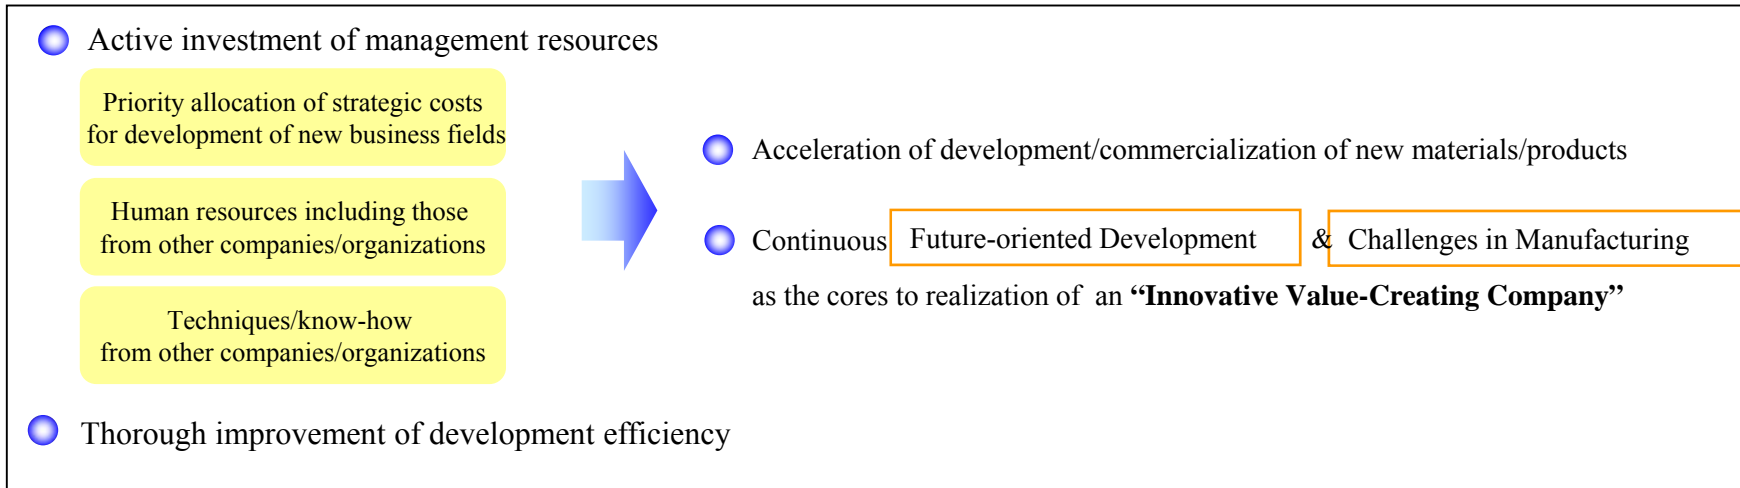 Active investment of management resources
Priority allocation of strategic costs
for development of new business fields
Human resources including those
from other companies/organizations
Techniques/know-how
from other companies/organizations
Thorough improvement of development efficiency
Acceleration of development/commercialization of new materials/products
Continuous Future-oriented Development & Challenges in Manufacturing
as the cores to realization of an “Innovative Value-Creating Company”